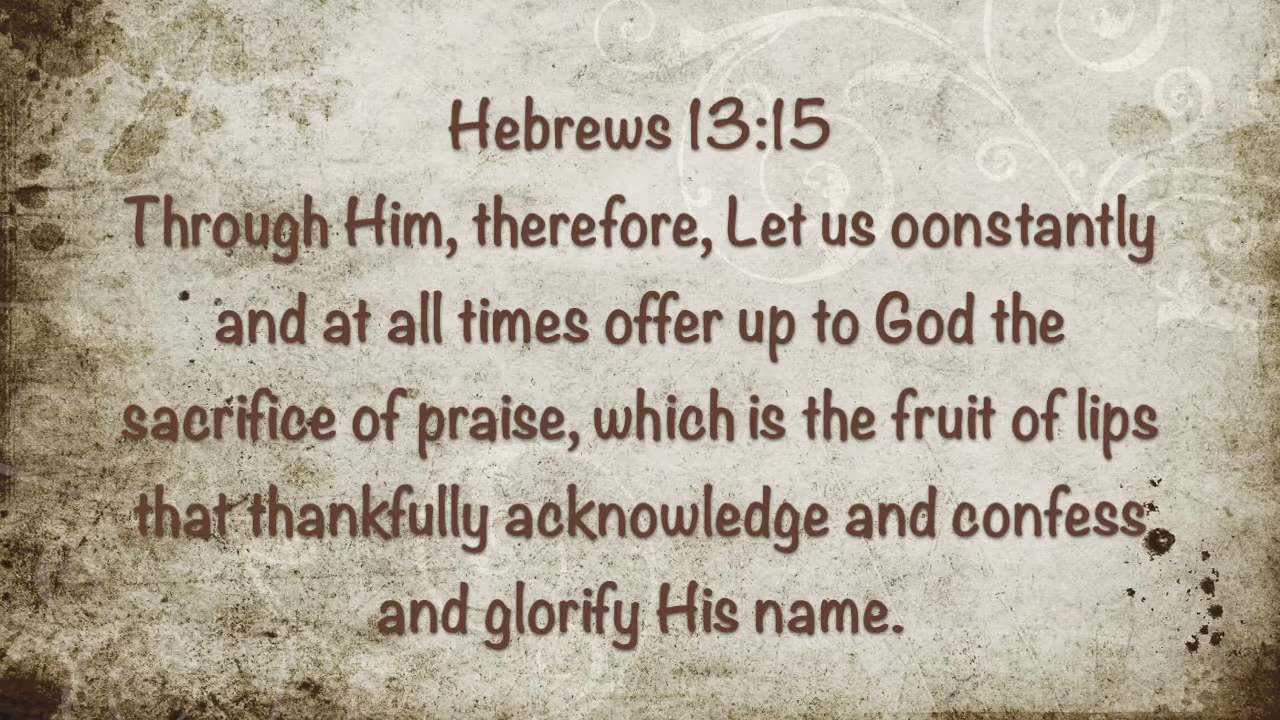 Hebrews 13:15
Through Him, therefore, Let us oonstantly
and at all times offer up to God the
sacrifice of praise, which is the fruit of lips
that thankfully acknowledge and confess
and glorify His name.